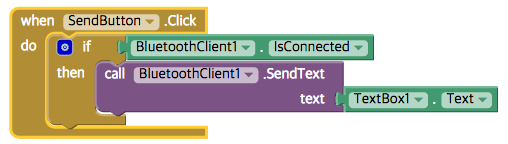 when SendButton .Click
do if BluetoothClient1 . IsConnected
then call BluetoothClient1 .SendText
text TextBox1 . Text